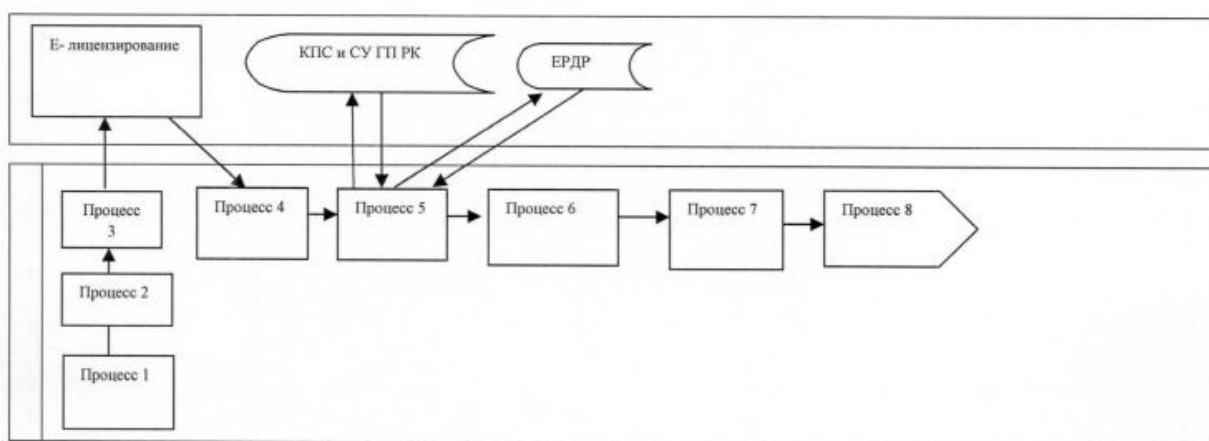 Е- лицензирование
КПС и СУ ГП РК
ЕРДР
Процесс
3
Процесс 4
Процесс 5
Процесс 6
Процесс 7
Процесс 8
Процесс 2
Процесс 1